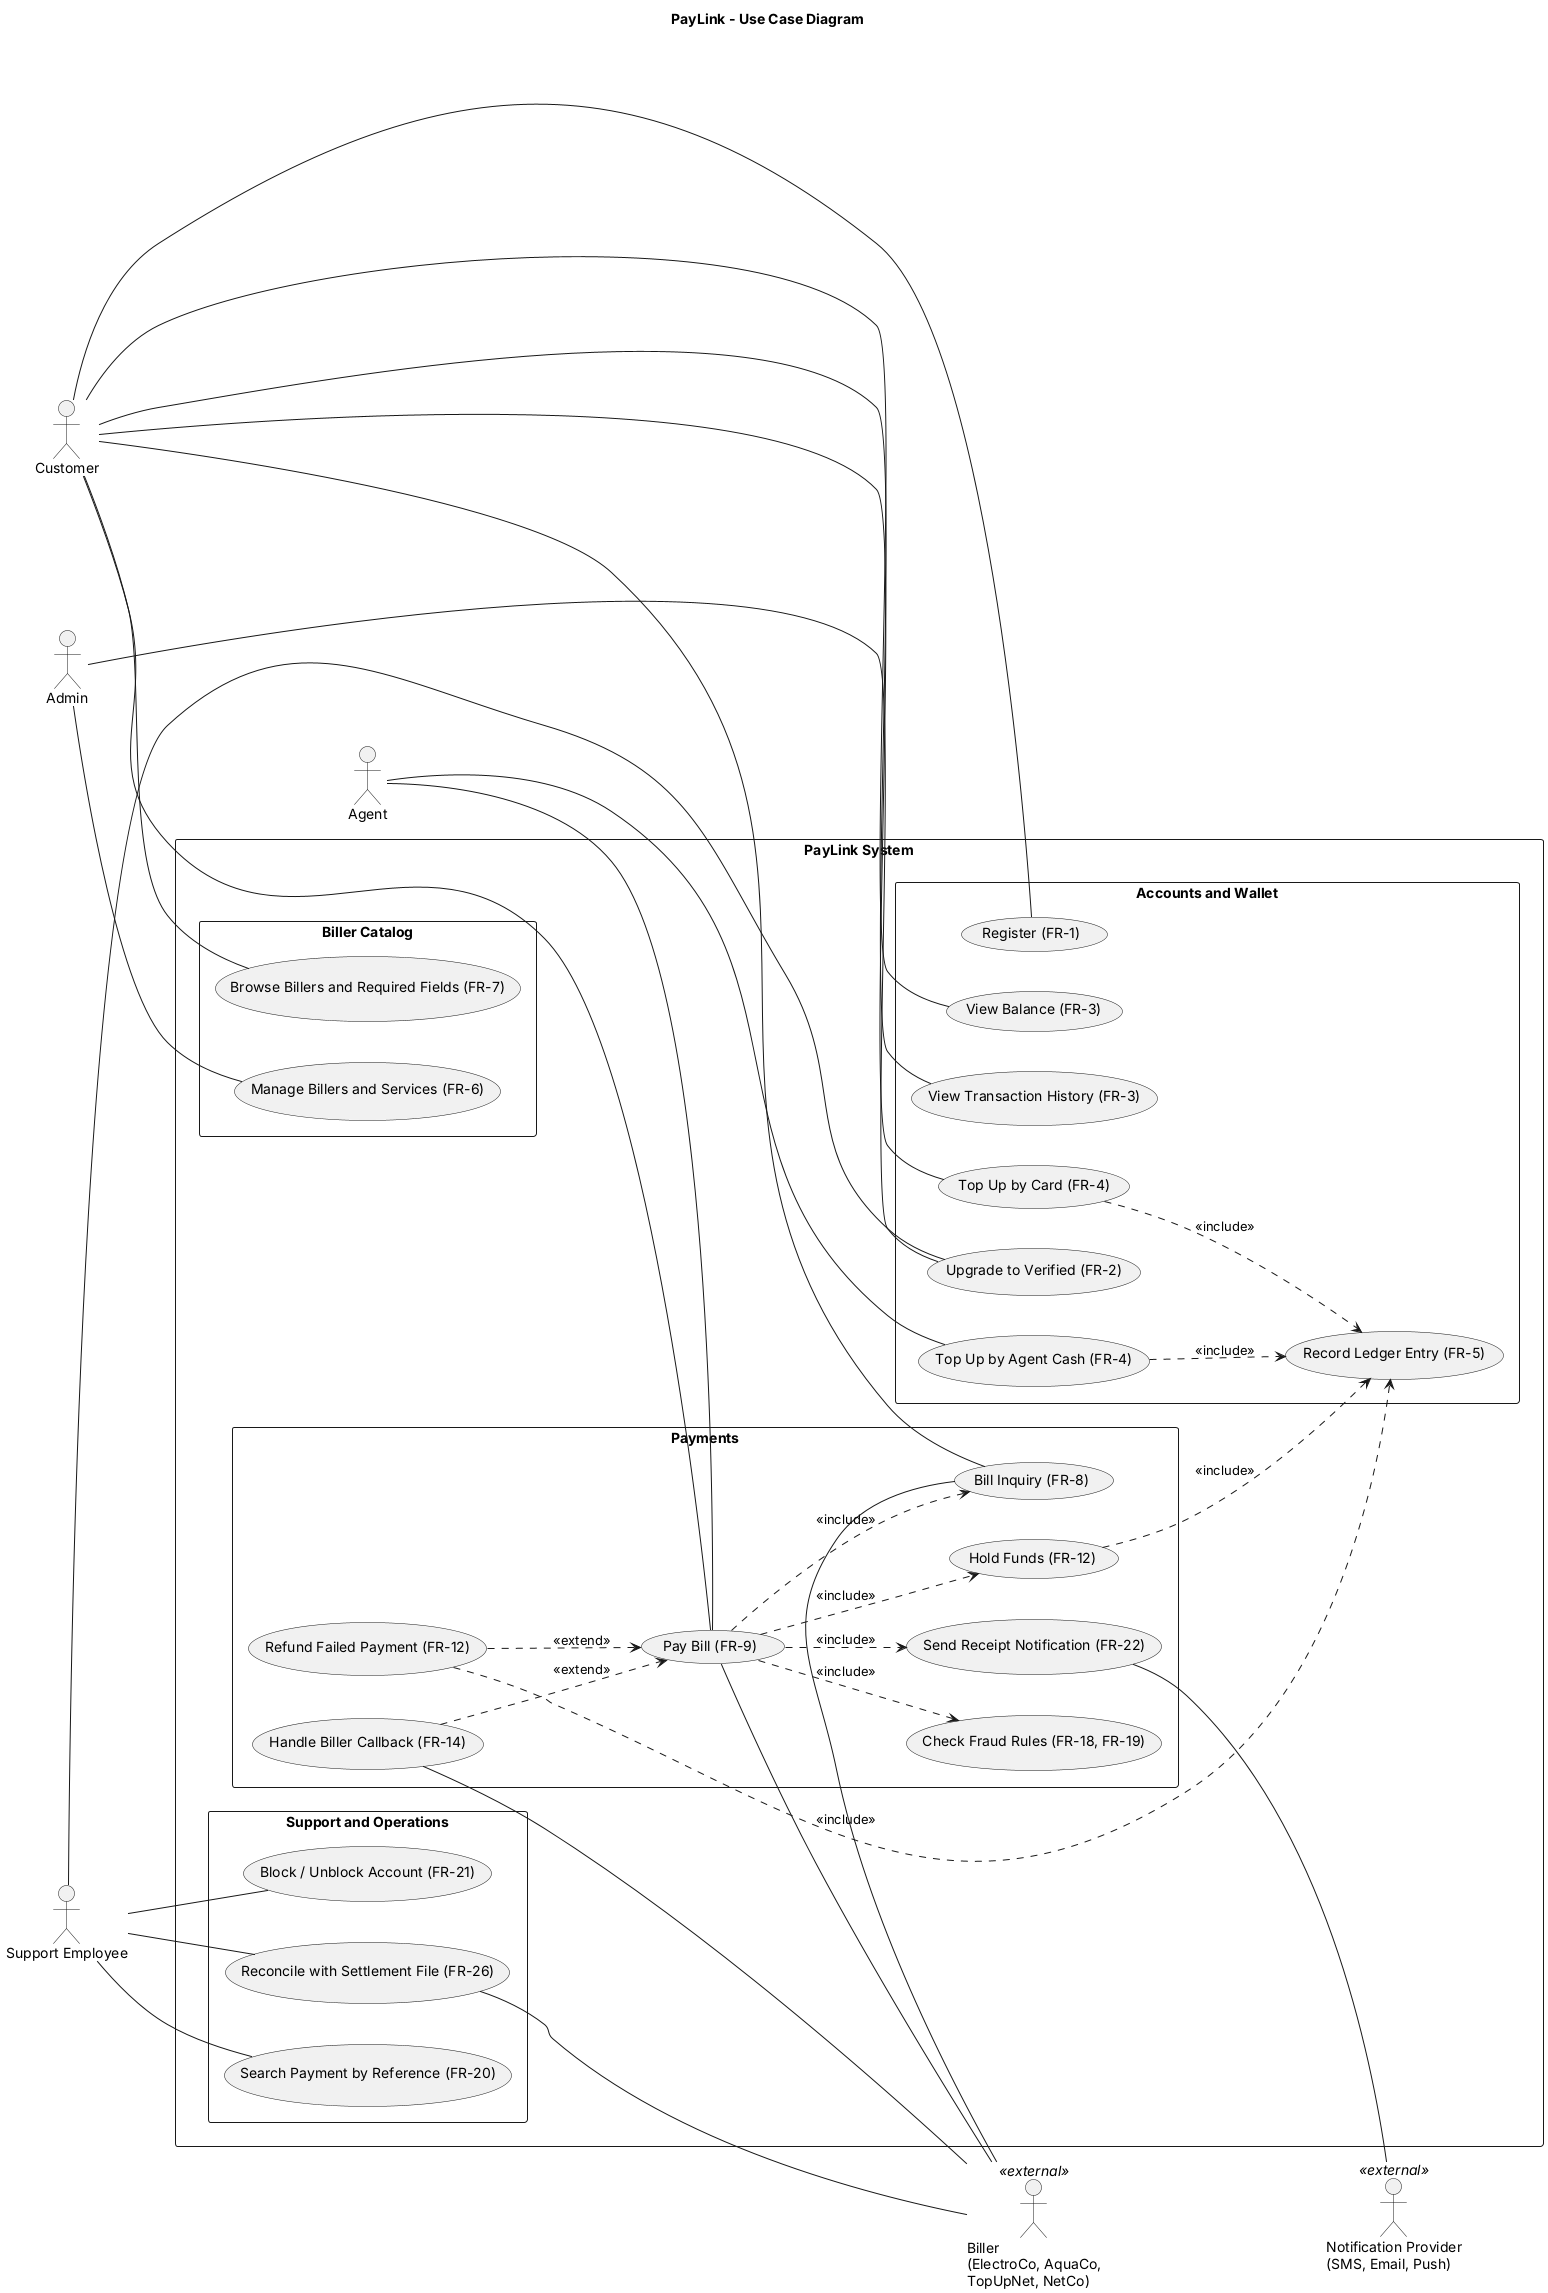 PayLink - Use Case Diagram
Customer
Admin
Agent
PayLink System
Biller Catalog
Browse Billers and Required Fields (FR-7)
Manage Billers and Services (FR-6)
Accounts and Wallet
Register (FR-1)
View Balance (FR-3)
View Transaction History (FR-3)
Top Up by Card (FR-4)
«include»
Upgrade to Verified (FR-2)
Top Up by Agent Cash (FR-4)
«include»
Record Ledger Entry (FR-5)
Payments
Bill Inquiry (FR-8)
«include»
«include»
Hold Funds (FR-12)
«include»
Refund Failed Payment (FR-12)
«extend»
Pay Bill (FR-9)
«include»
Send Receipt Notification (FR-22)
«extend»
«include»
Handle Biller Callback (FR-14)
Check Fraud Rules (FR-18, FR-19)
«include»
Support and Operations
Block / Unblock Account (FR-21)
Support Employee
Reconcile with Settlement File (FR-26)
Search Payment by Reference (FR-20)
«external»
Biller
(ElectroCo, AquaCo,
TopUpNet, NetCo)
«external»
Notification Provider
(SMS, Email, Push)